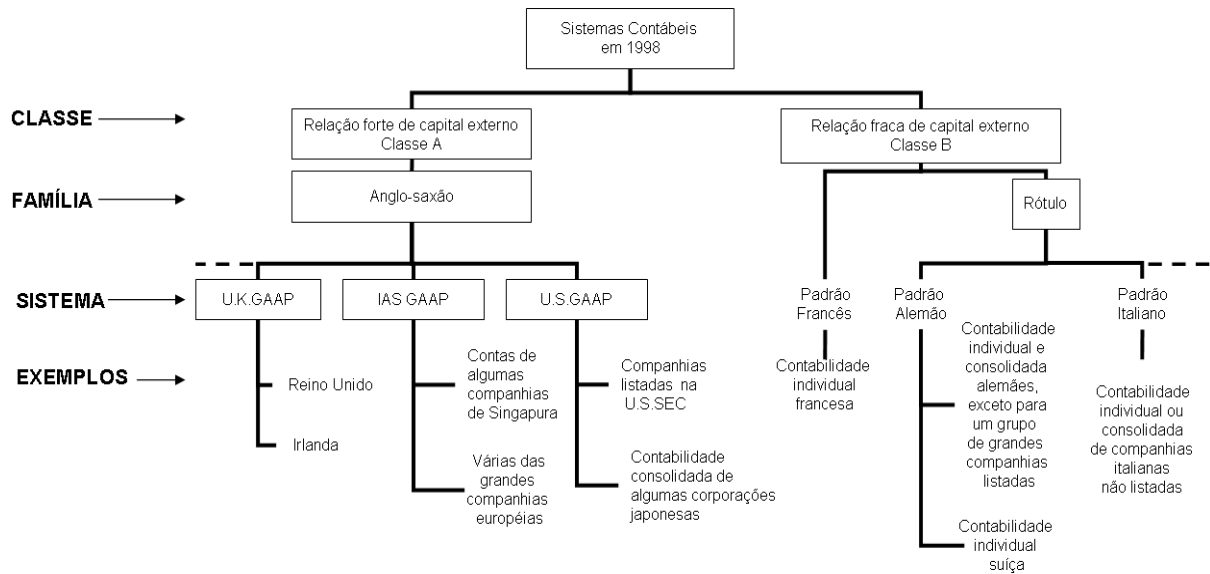 Sistemas Contábeis
em 1998
CLASSE
Relação forte de capital externo
Classe A
Relação fraca de capital externo
Classe B
FAMÍLIA
Anglo-saxão
Rótulo
SISTEMA
U.K.GAAP
IAS GAAP
U.S.GAAP
Padrão
Francês
Padrão
Alemão
Padrão
Italiano
EXEMPLOS
Reino Unido
Irlanda
Contas de
algumas
companhias
de Singapura
Várias das
grandes
companhias
européias
Companhias
listadas na
U.S.SEC
Contabilidade
consolidada de
algumas corporações
japonesas
Contabilidade
individual
francesa
Contabilidade
individual e
consolidada
alemães,
exceto para
um grupo
de grandes
companhias
listadas
Contabilidade
individual
suíça
Contabilidade
individual ou
consolidada
de companhias
italianas
não listadas